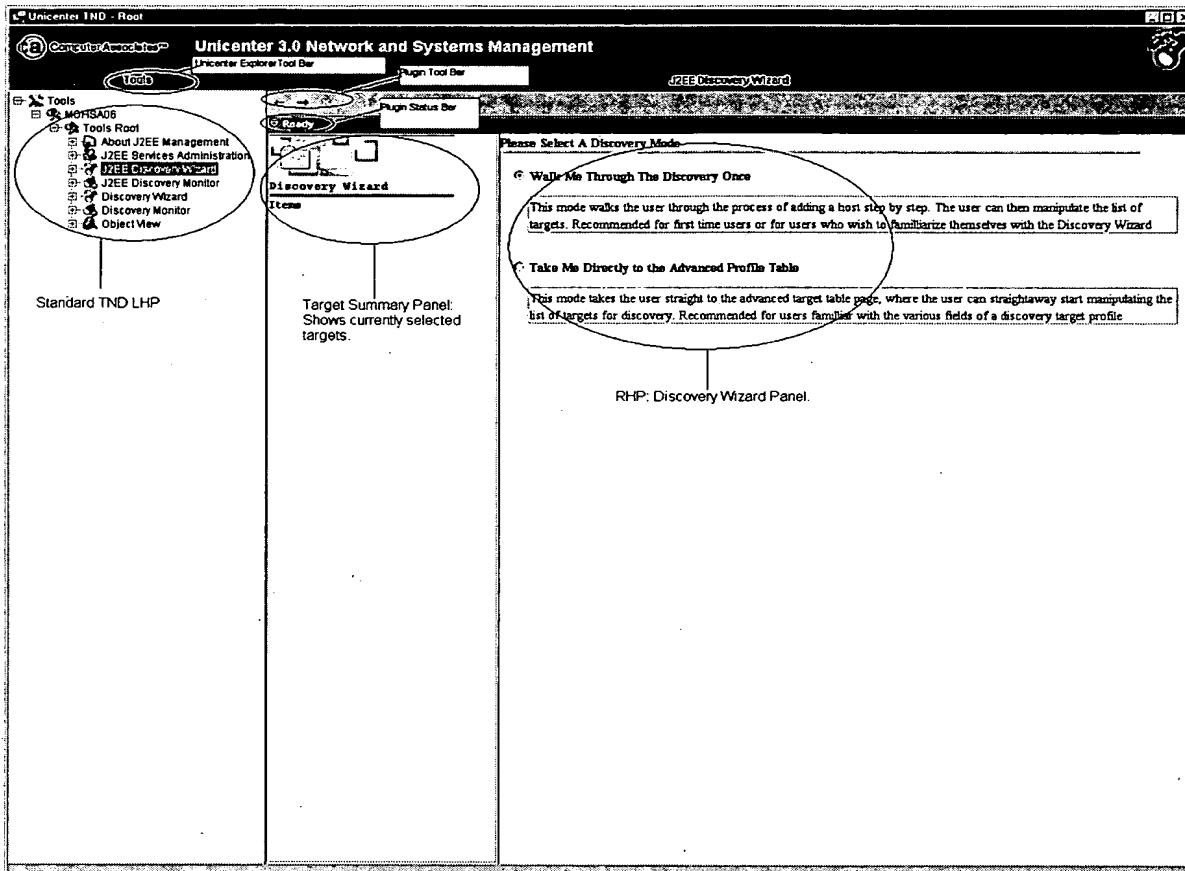 Unicenter TND - Root
Computer Associates™
Unicenter 3.0 Network and Systems Management
Unicenter Explorer Tool Bar
Tools
Plugin Tool Bar
J2EE Discovery Wizard
Tools
MOHSA06
Tools Root
About J2EE Management
J2EE Services Administration
J2EE Discovery Wizard
J2EE Discovery Monitor
Discovery Wizard
Discovery Monitor
Object View
Plugin Status Bar
Ready
Discovery Wizard
Items
Please Select A Discovery Mode
Walk Me Through The Discovery Once
This mode walks the user through the process of adding a host step by step. The user can then manipulate the list of
targets. Recommended for first time users or for users who wish to familliarize themselves with the Discovery Wizard
Take Me Directly to the Advanced Profile Table
This mode takes the user straight to the advanced target table page, where the user can straightaway start manipulating the
list of targets for discovery. Recommended for users familiar with the various fields of a discovery target profile
Standard TND LHP
Target Summary Panel:
Shows currently selected
targets.
RHP: Discovery Wizard Panel.